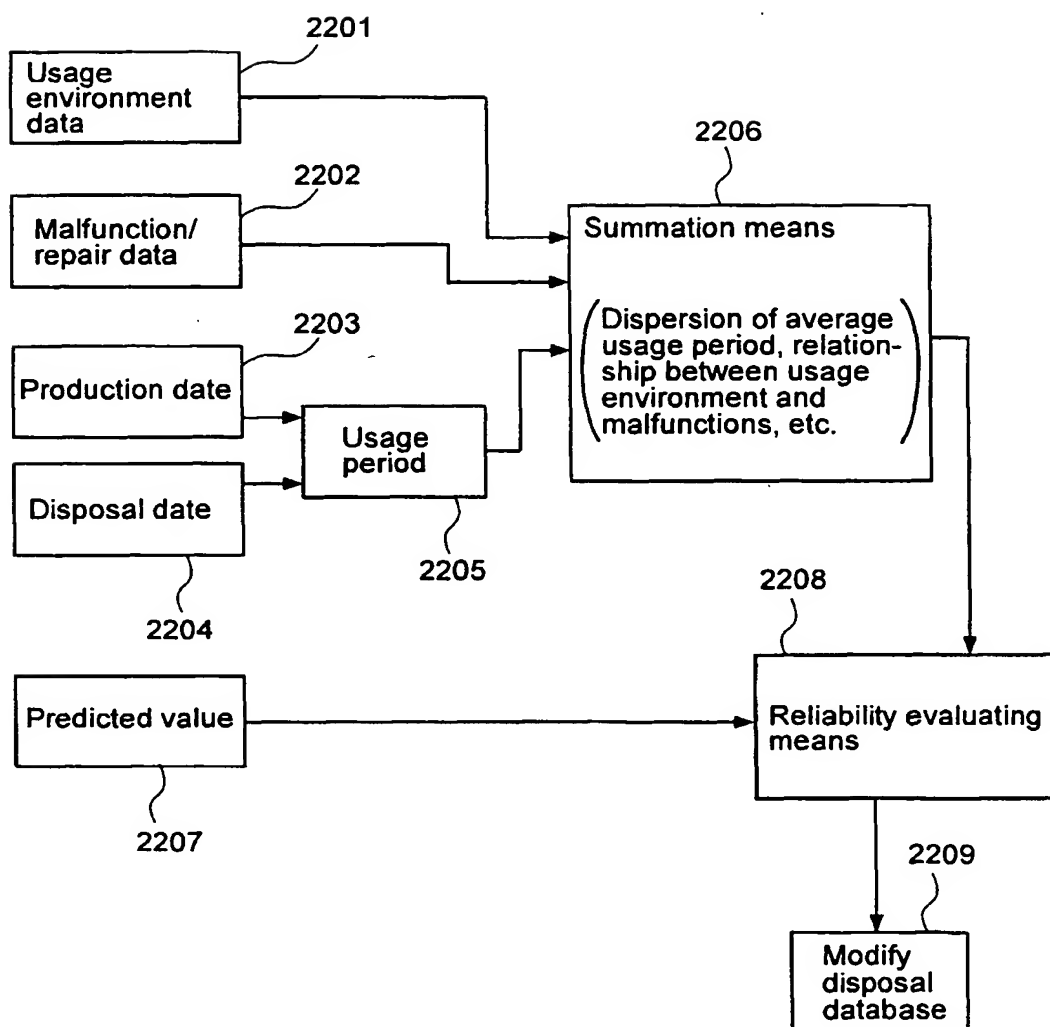 2201
Usage
environment
data
2202
Malfunction/
repair data
2203
Production date
Disposal date
2204
Usage
period
2205
2206
Summation means
Dispersion of average
usage period, relation-
ship between usage
environment and
malfunctions, etc.
Predicted value
2207
2208
Reliability evaluating
means
2209
Modify
disposal
database